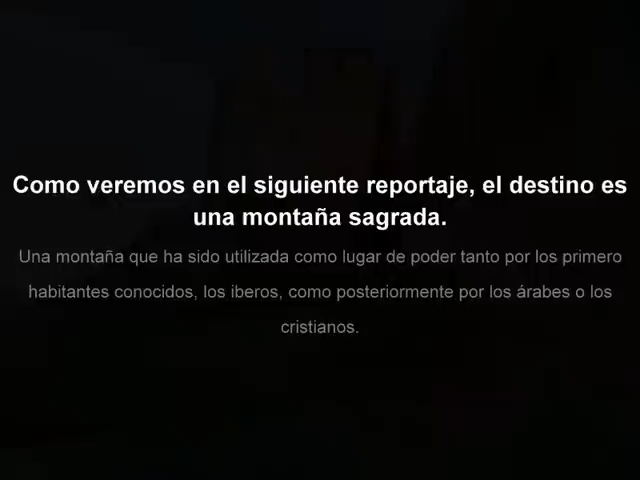 Como veremos en el siguiente reportaje, el destino es
una montaña sagrada.
Una montaña que ha sido utilizada como lugar de poder tanto por los primero
habitantes conocidos, los iberos, como posteriormente por los árabes o los
cristianos.